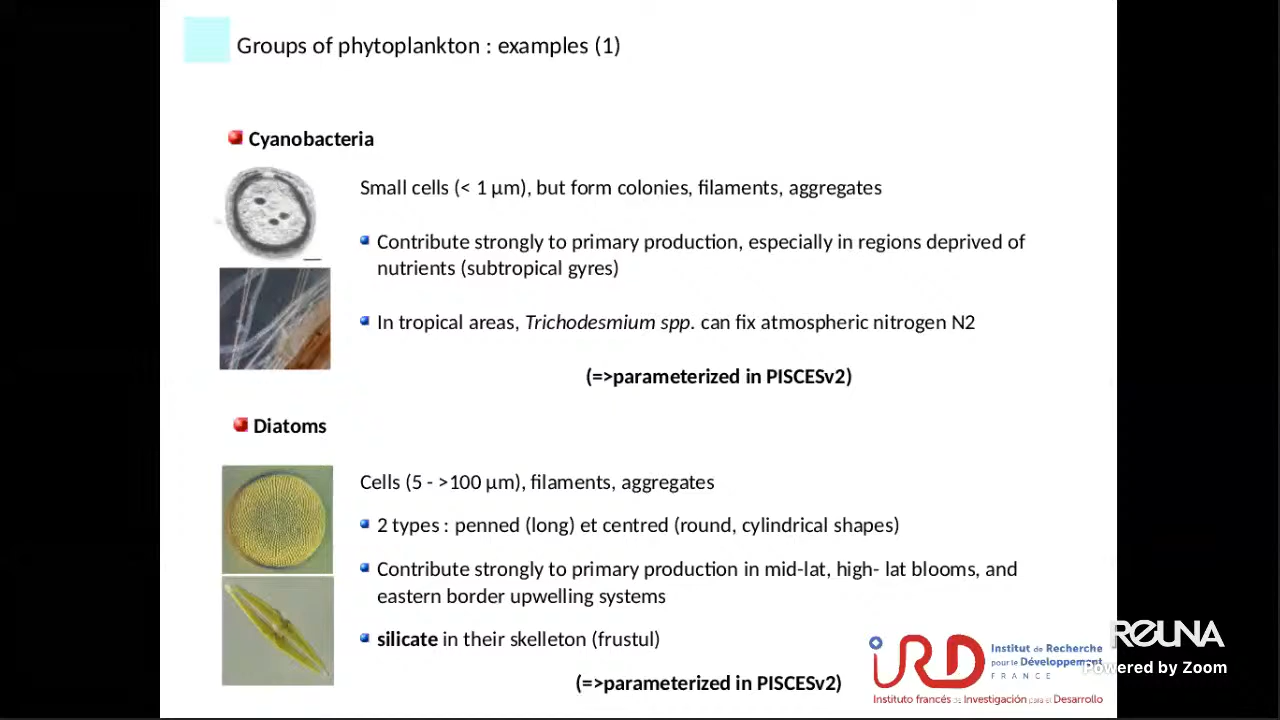 Groups of phytoplankton : examples (1)
Cyanobacteria
Small cells (< 1 µm), but form colonies, filaments, aggregates
Contribute strongly to primary production, especially in regions deprived of
nutrients (subtropical gyres)
In tropical areas, Trichodesmium spp. can fix atmospheric nitrogen N2
(=>parameterized in PISCESv2)
Diatoms
Cells (5 - >100 µm), filaments, aggregates
2 types : penned (long) et centred (round, cylindrical shapes)
Contribute strongly to primary production in mid-lat, high- lat blooms, and
eastern border upwelling systems
silicate in their skelleton (frustul)
(=>parameterized in PISCESv2)
IRD
Institut de Recherche
pour le Développement
FRANCE
Instituto francés de Investigación para el Desarrollo
REUNA
Powered by Zoom